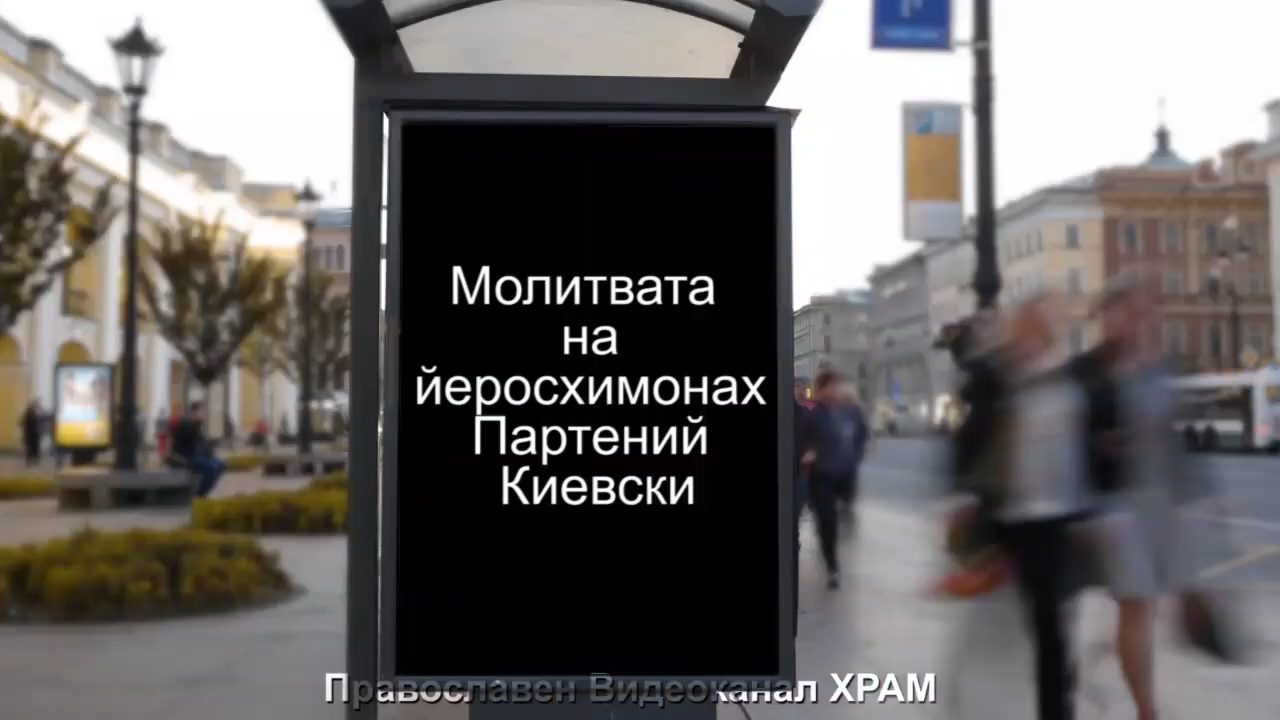 Молитвата
на
йеросхимонах
Партений
Киевски
Православен Видеоканал ХРАМ